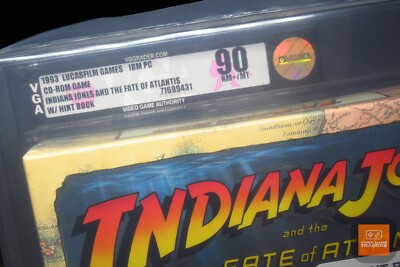 VGGRADER.COM
1993 LUCASFILM GAMES IBM PC
CD-ROM GAME
INDIANA JONES AND THE FATE OF ATLANTIS
W/ HINT BOOK 71699431
90
NM+/MT
VGA
VIDEO GAME AUTHORITY
INDIANA JO
and the
FATE of ATLAN